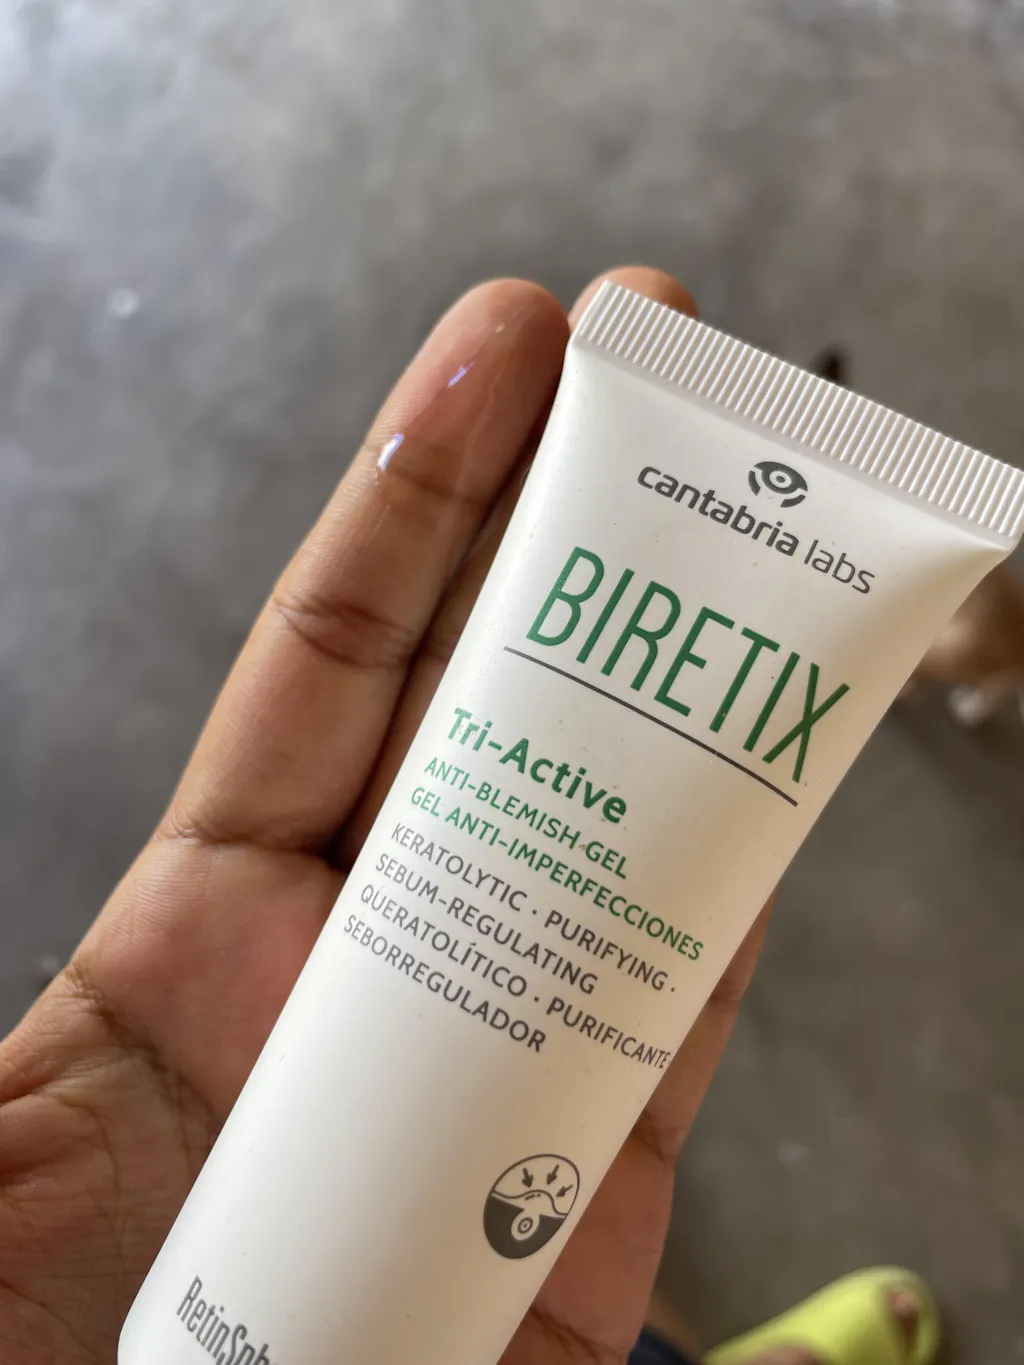 cantabria labs
BIRETIX
Tri-Active
ANTI-BLEMISH GEL
GEL ANTI-IMPERFECCIONES
KERATOLYTIC · PURIFYING ·
SEBUM-REGULATING
QUERATOLÍTICO · PURIFICANTE
SEBORREGULADOR